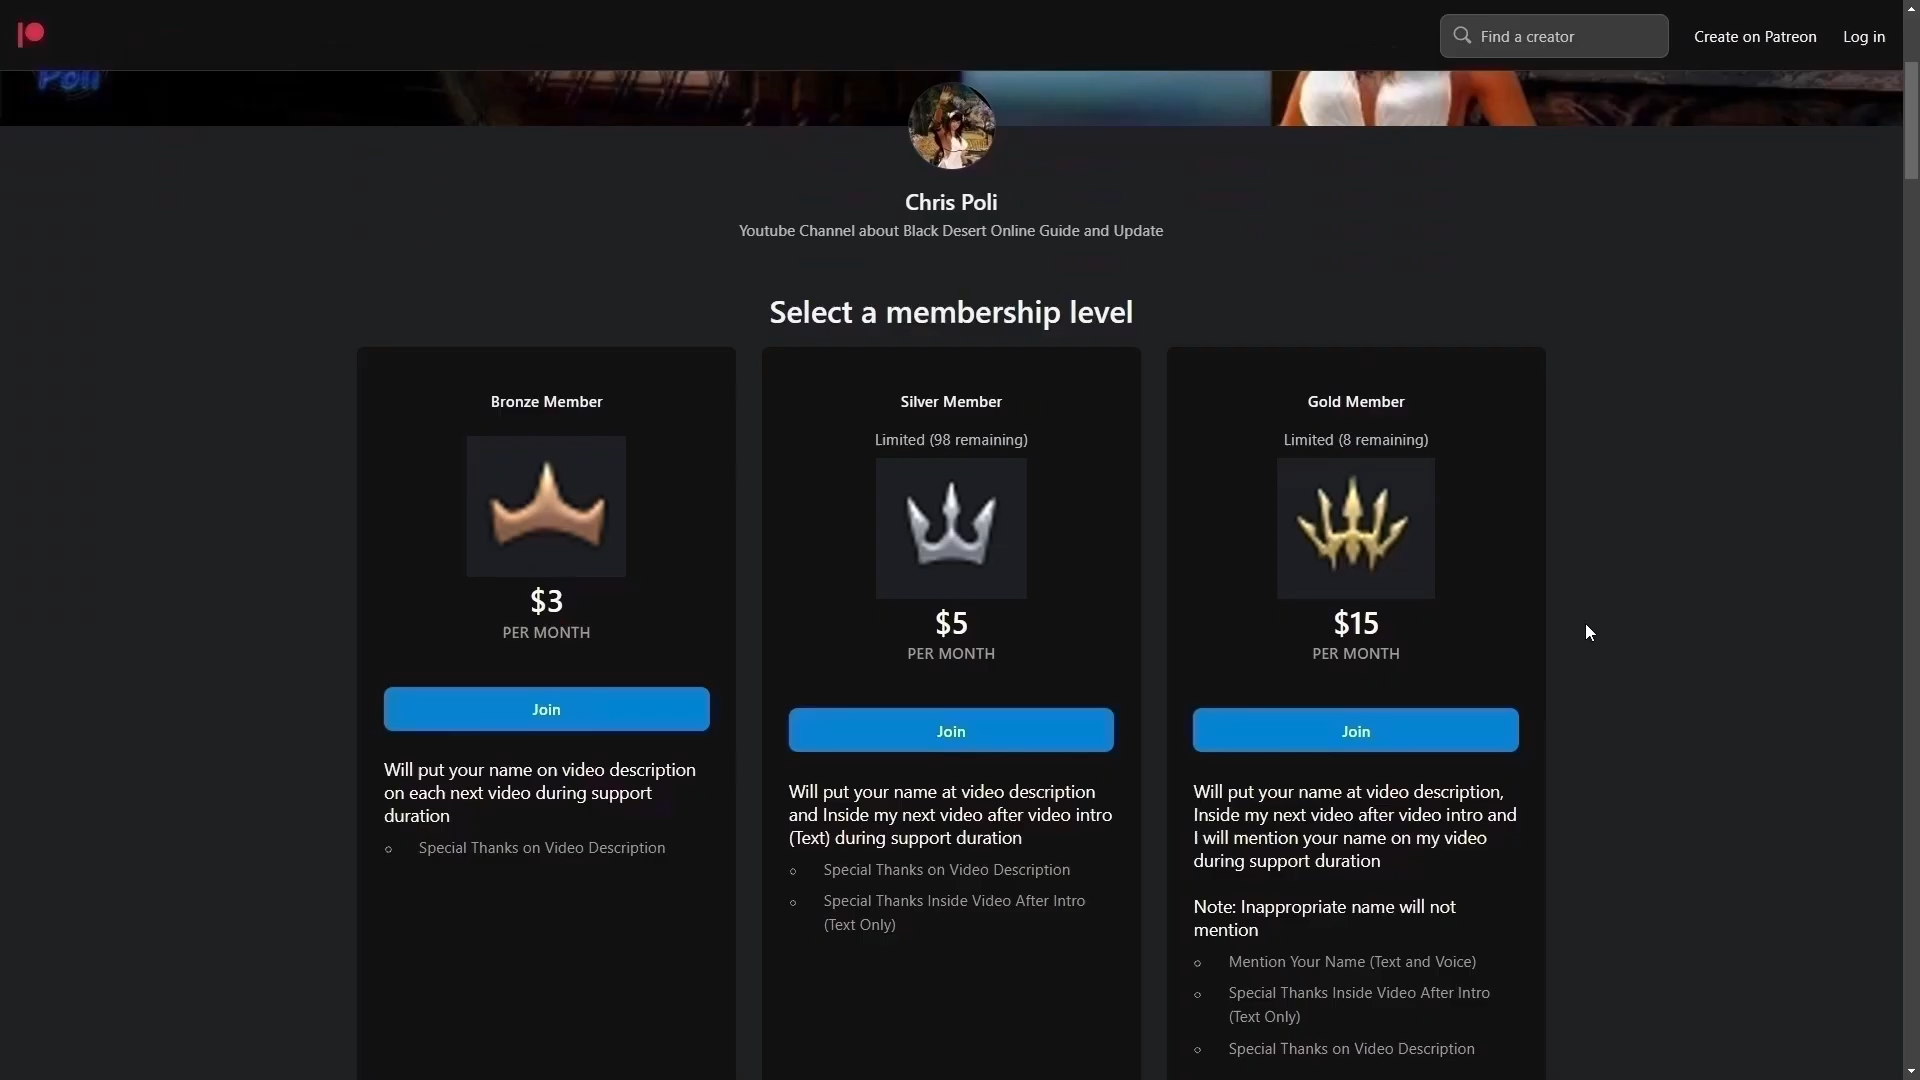 Find a creator
Create on Patreon
Log in
Poli
Chris Poli
Youtube Channel about Black Desert Online Guide and Update
Select a membership level
Bronze Member
$3
PER MONTH
Join
Will put your name on video description
on each next video during support
duration
Special Thanks on Video Description
Silver Member
Limited (98 remaining)
$5
PER MONTH
Join
Will put your name at video description
and Inside my next video after video intro
(Text) during support duration
Special Thanks on Video Description
Special Thanks Inside Video After Intro
(Text Only)
Gold Member
Limited (8 remaining)
$15
PER MONTH
Join
Will put your name at video description,
Inside my next video after video intro and
I will mention your name on my video
during support duration
Note: Inappropriate name will not
mention
Mention Your Name (Text and Voice)
Special Thanks Inside Video After Intro
(Text Only)
Special Thanks on Video Description